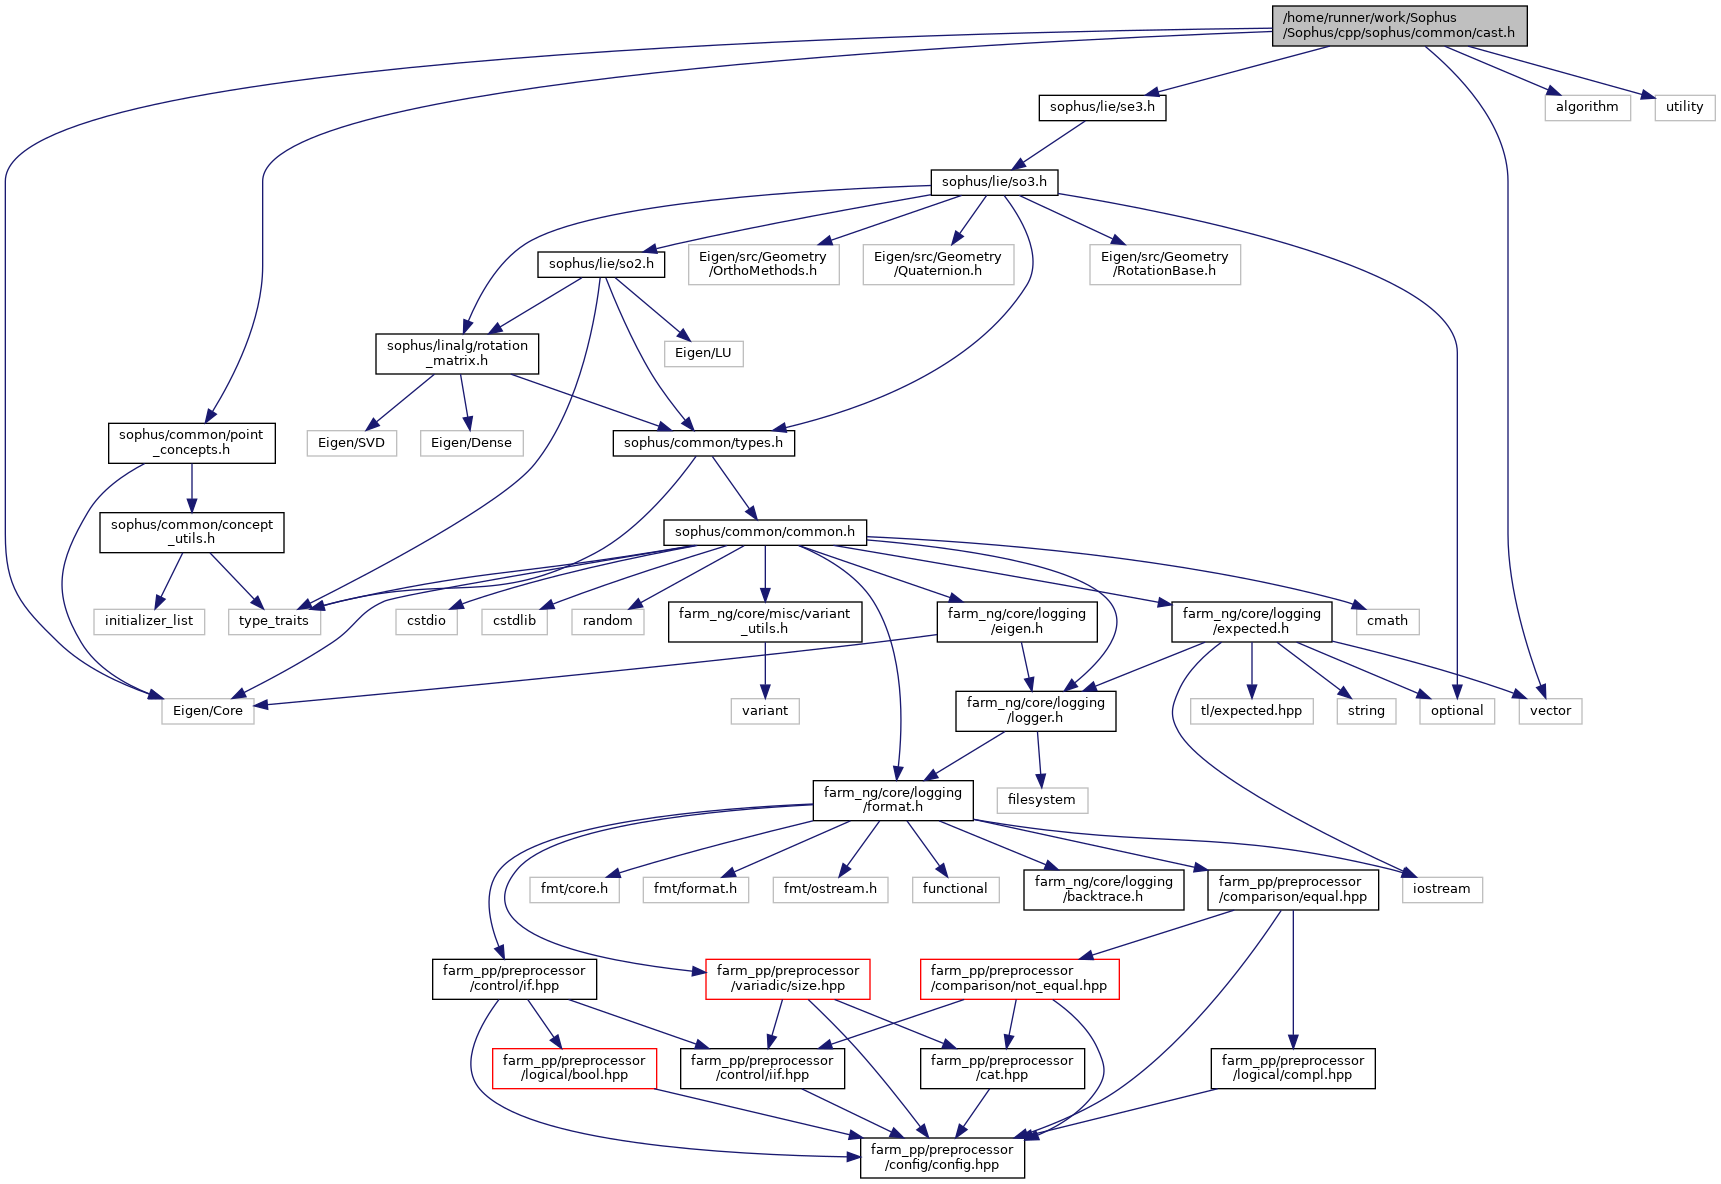 /home/runner/work/Sophus
/Sophus/cpp/sophus/common/cast.h
sophus/lie/se3.h
algorithm
utility
sophus/lie/so3.h
sophus/lie/so2.h
Eigen/src/Geometry
/OrthoMethods.h
Eigen/src/Geometry
/Quaternion.h
Eigen/src/Geometry
/RotationBase.h
sophus/linalg/rotation
_matrix.h
Eigen/LU
sophus/common/point
_concepts.h
Eigen/SVD
Eigen/Dense
sophus/common/types.h
sophus/common/concept
_utils.h
sophus/common/common.h
initializer_list
type_traits
cstdio
cstdlib
random
farm_ng/core/misc/variant
_utils.h
farm_ng/core/logging
/eigen.h
farm_ng/core/logging
/expected.h
cmath
Eigen/Core
variant
farm_ng/core/logging
/logger.h
tl/expected.hpp
string
optional
vector
farm_ng/core/logging
/format.h
filesystem
fmt/core.h
fmt/format.h
fmt/ostream.h
functional
farm_ng/core/logging
/backtrace.h
farm_pp/preprocessor
/comparison/equal.hpp
iostream
farm_pp/preprocessor
/control/if.hpp
farm_pp/preprocessor
/variadic/size.hpp
farm_pp/preprocessor
/comparison/not_equal.hpp
farm_pp/preprocessor
/logical/bool.hpp
farm_pp/preprocessor
/control/iif.hpp
farm_pp/preprocessor
/cat.hpp
farm_pp/preprocessor
/logical/compl.hpp
farm_pp/preprocessor
/config/config.hpp